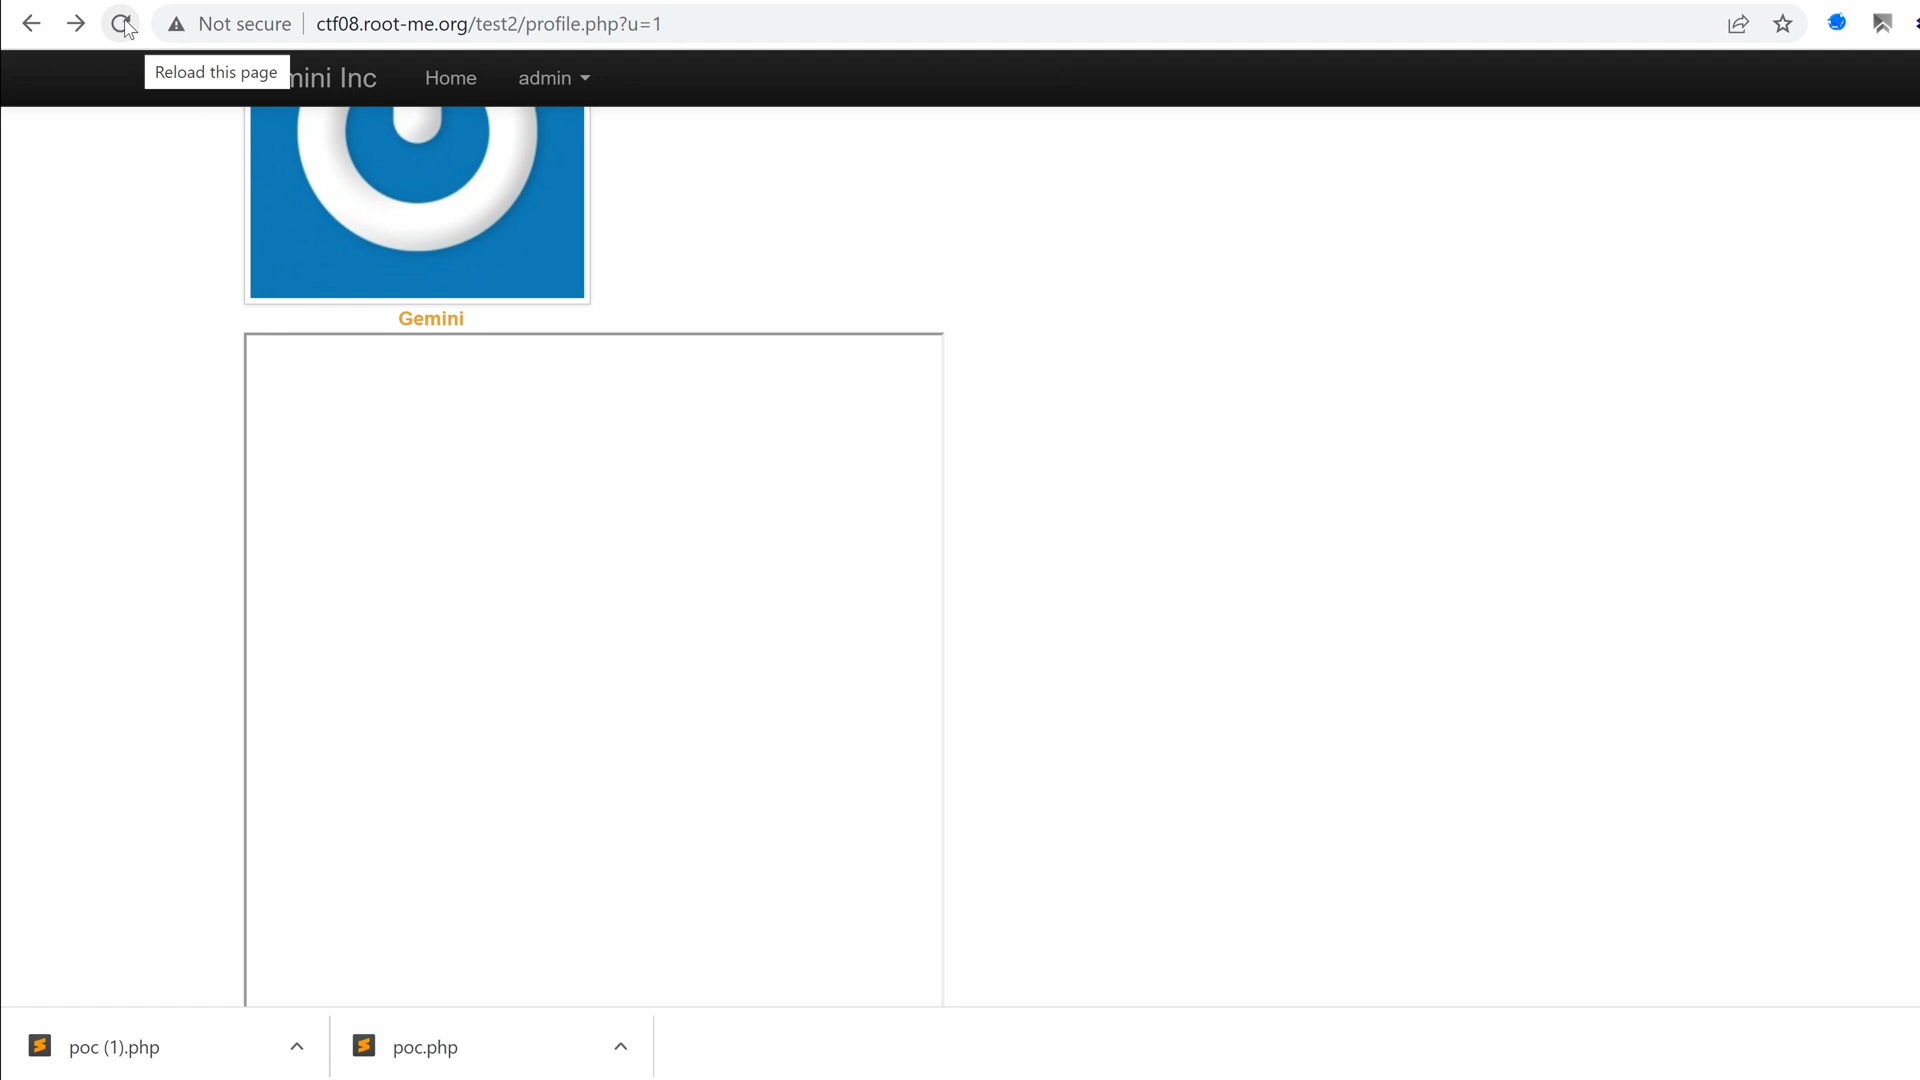 Not secure
ctf08.root-me.org/test2/profile.php?u=1
Reload this page
mini Inc
Home
admin
Gemini
poc (1).php
poc.php